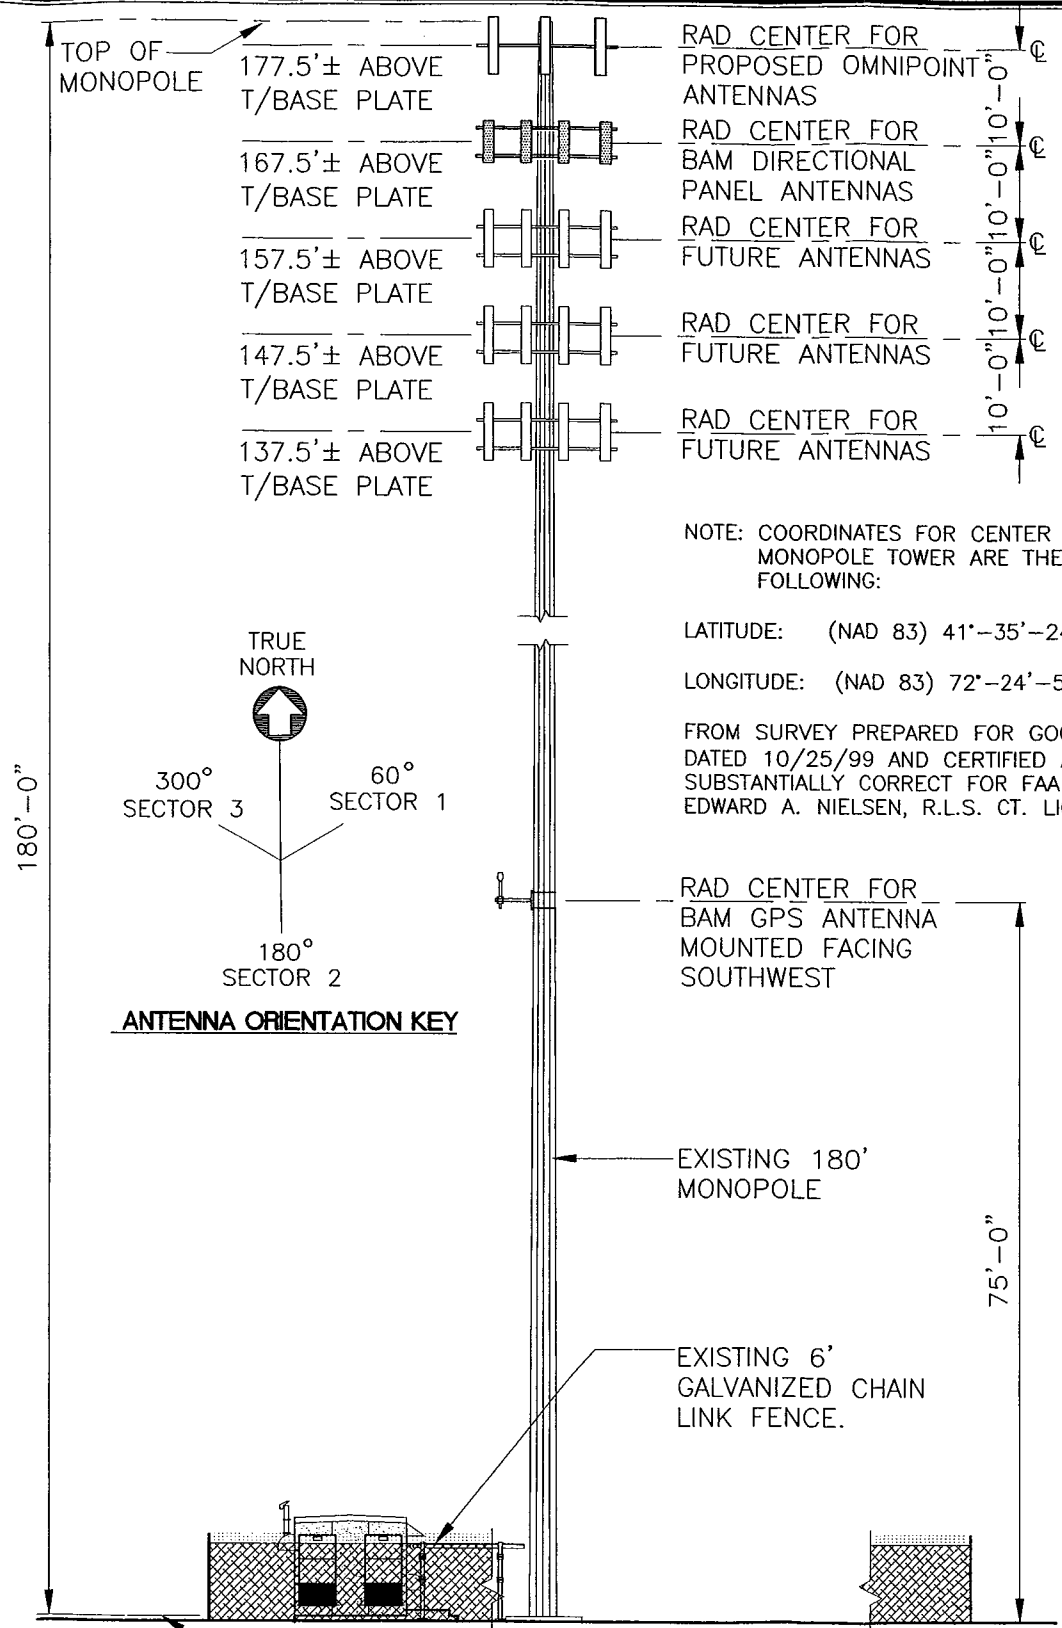 TOP OF
MONOPOLE
177.5'± ABOVE
T/BASE PLATE
RAD CENTER FOR
PROPOSED OMNIPOINT
ANTENNAS
℄
10'-0"
167.5'± ABOVE
T/BASE PLATE
RAD CENTER FOR
BAM DIRECTIONAL
PANEL ANTENNAS
℄
10'-0"
157.5'± ABOVE
T/BASE PLATE
RAD CENTER FOR
FUTURE ANTENNAS
℄
10'-0"
147.5'± ABOVE
T/BASE PLATE
RAD CENTER FOR
FUTURE ANTENNAS
℄
10'-0"
137.5'± ABOVE
T/BASE PLATE
RAD CENTER FOR
FUTURE ANTENNAS
℄
NOTE: COORDINATES FOR CENTER
MONOPOLE TOWER ARE THE
FOLLOWING:
LATITUDE: (NAD 83) 41°-35'-24
LONGITUDE: (NAD 83) 72°-24'-5
FROM SURVEY PREPARED FOR GOO
DATED 10/25/99 AND CERTIFIED
SUBSTANTIALLY CORRECT FOR FAA
EDWARD A. NIELSEN, R.L.S. CT. LI
TRUE
NORTH
300°
SECTOR 3
60°
SECTOR 1
180°
SECTOR 2
ANTENNA ORIENTATION KEY
180'-0"
RAD CENTER FOR
BAM GPS ANTENNA
MOUNTED FACING
SOUTHWEST
EXISTING 180'
MONOPOLE
75'-0"
EXISTING 6'
GALVANIZED CHAIN
LINK FENCE.